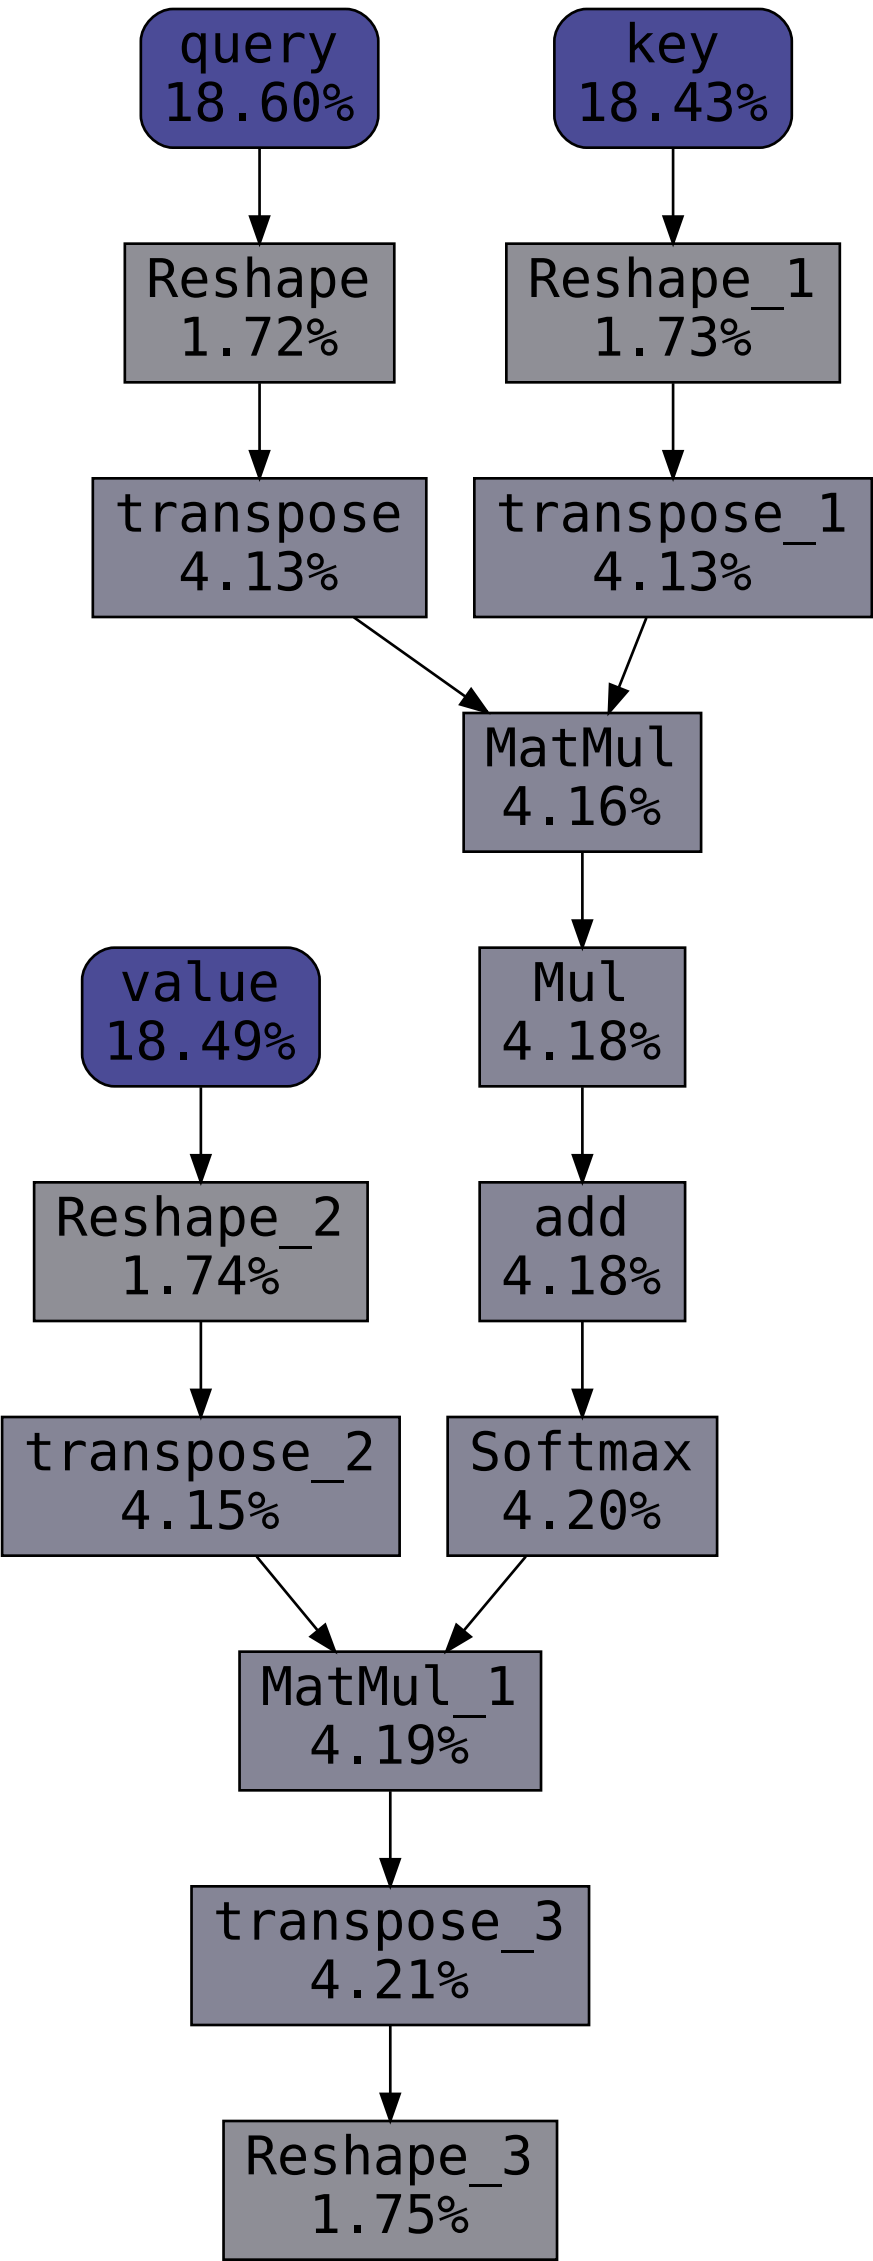 query
18.60%
key
18.43%
Reshape
1.72%
Reshape_1
1.73%
transpose
4.13%
transpose_1
4.13%
MatMul
4.16%
value
18.49%
Mul
4.18%
Reshape_2
1.74%
add
4.18%
transpose_2
4.15%
Softmax
4.20%
MatMul_1
4.19%
transpose_3
4.21%
Reshape_3
1.75%